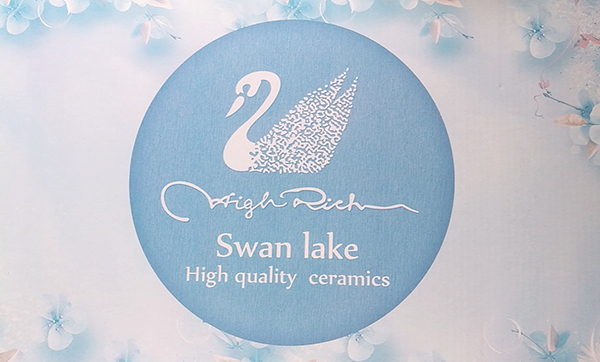 High Rich
Swan lake
High quality ceramics